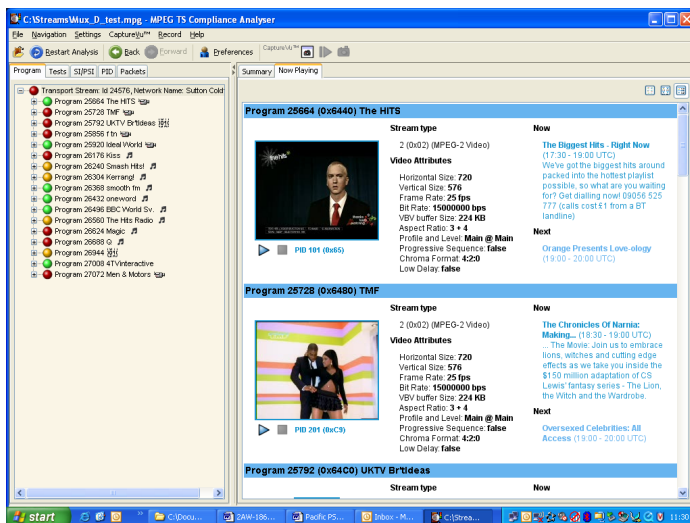 C:\Streams\Mux_D_test.mpg - MPEG TS Compliance Analyser
File Navigation Settings CaptureVu™ Record Help
Restart Analysis Back Forward Preferences CaptureVu™
Program Tests SI/PSI PID Packets
Summary Now Playing
Transport Stream: Id 24576, Network Name: Sutton Cold
Program 25664 The HITS
Program 25728 TMF
Program 25792 UKTV Br'tIdeas
Program 25856 f tn
Program 25920 Ideal World
Program 26176 Kiss
Program 26240 Smash Hits!
Program 26304 Kerrang!
Program 26368 smooth fm
Program 26432 oneword
Program 26496 BBC World Sv.
Program 26560 The Hits Radio
Program 26624 Magic
Program 26688 Q
Program 26944
Program 27008 4TVinteractive
Program 27072 Men & Motors
Program 25664 (0x6440) The HITS
Stream type
2 (0x02) (MPEG-2 Video)
Video Attributes
Horizontal Size: 720
Vertical Size: 576
Frame Rate: 25 fps
Bit Rate: 15000000 bps
VBV buffer Size: 224 KB
Aspect Ratio: 3 ÷ 4
Profile and Level: Main @ Main
Progressive Sequence: false
Chroma Format: 4:2:0
Low Delay: false
PID 101 (0x65)
Now
The Biggest Hits - Right Now
(17:30 - 19:00 UTC)
We've got the biggest hits around
packed into the hottest playlist
possible, so what are you waiting
for? Get dialling now! 09056 525
777 (calls cost £1 from a BT
landline)
Next
Orange Presents Love-ology
(19:00 - 20:00 UTC)
Program 25728 (0x6480) TMF
Stream type
2 (0x02) (MPEG-2 Video)
Video Attributes
Horizontal Size: 720
Vertical Size: 576
Frame Rate: 25 fps
Bit Rate: 15000000 bps
VBV buffer Size: 224 KB
Aspect Ratio: 3 ÷ 4
Profile and Level: Main @ Main
Progressive Sequence: false
Chroma Format: 4:2:0
Low Delay: false
PID 201 (0xC9)
Now
The Chronicles Of Narnia:
Making... (18:30 - 19:00 UTC)
... The Movie: Join us to embrace
lions, witches and cutting edge
effects as we take you inside the
$150 million adaptation of CS
Lewis' fantasy series - The Lion,
the Witch and the Wardrobe.
Next
Oversexed Celebrities: All
Access (19:00 - 20:00 UTC)
Program 25792 (0x64C0) UKTV Br'tIdeas
Stream type
Now
start C:\Docu... 2AW-186... Pacific PS... Inbox - M... C:\Strea... 11:30